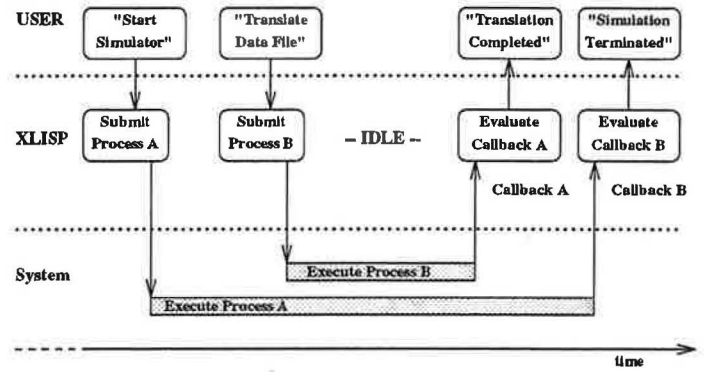 USER
"Start
Simulator"
"Translate
Data File"
"Translation
Completed"
"Simulation
Terminated"
XLISP
Submit
Process A
Submit
Process B
– IDLE –
Evaluate
Callback A
Evaluate
Callback B
Callback A
Callback B
System
Execute Process B
Execute Process A
time